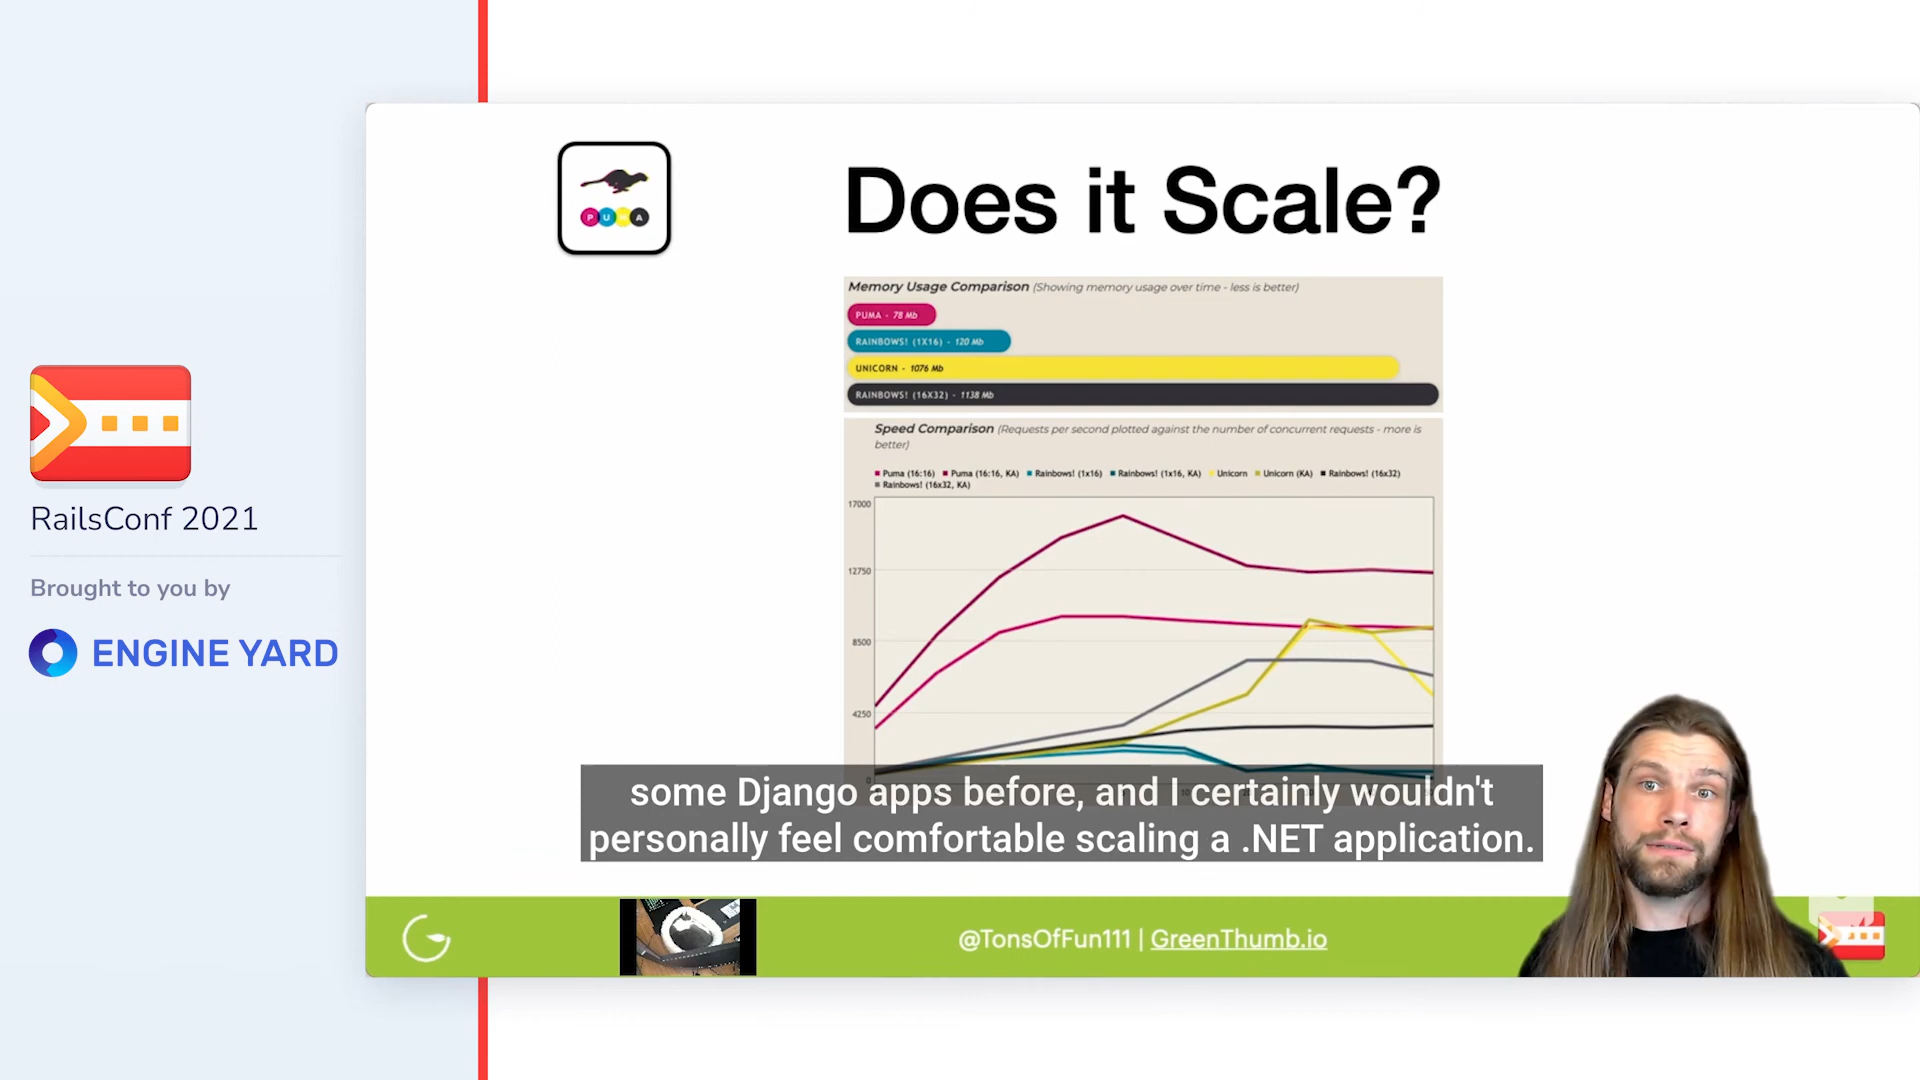 RailsConf 2021
Brought to you by
ENGINE YARD
PUMA
Does it Scale?
Memory Usage Comparison (Showing memory usage over time - less is better)
PUMA - 78 Mb
RAINBOWS! (1X16) - 120 Mb
UNICORN - 1076 Mb
RAINBOWS! (16X32) - 1138 Mb
Speed Comparison (Requests per second plotted against the number of concurrent requests - more is
better)
Puma (16:16) Puma (16:16, KA) Rainbows! (1x16) Rainbows! (1x16, KA) Unicorn Unicorn (KA) Rainbows! (16x32)
Rainbows! (16x32, KA)
17000
12750
8500
4250
some Django apps before, and I certainly wouldn't
personally feel comfortable scaling a .NET application.
@TonsOfFun111 | GreenThumb.io